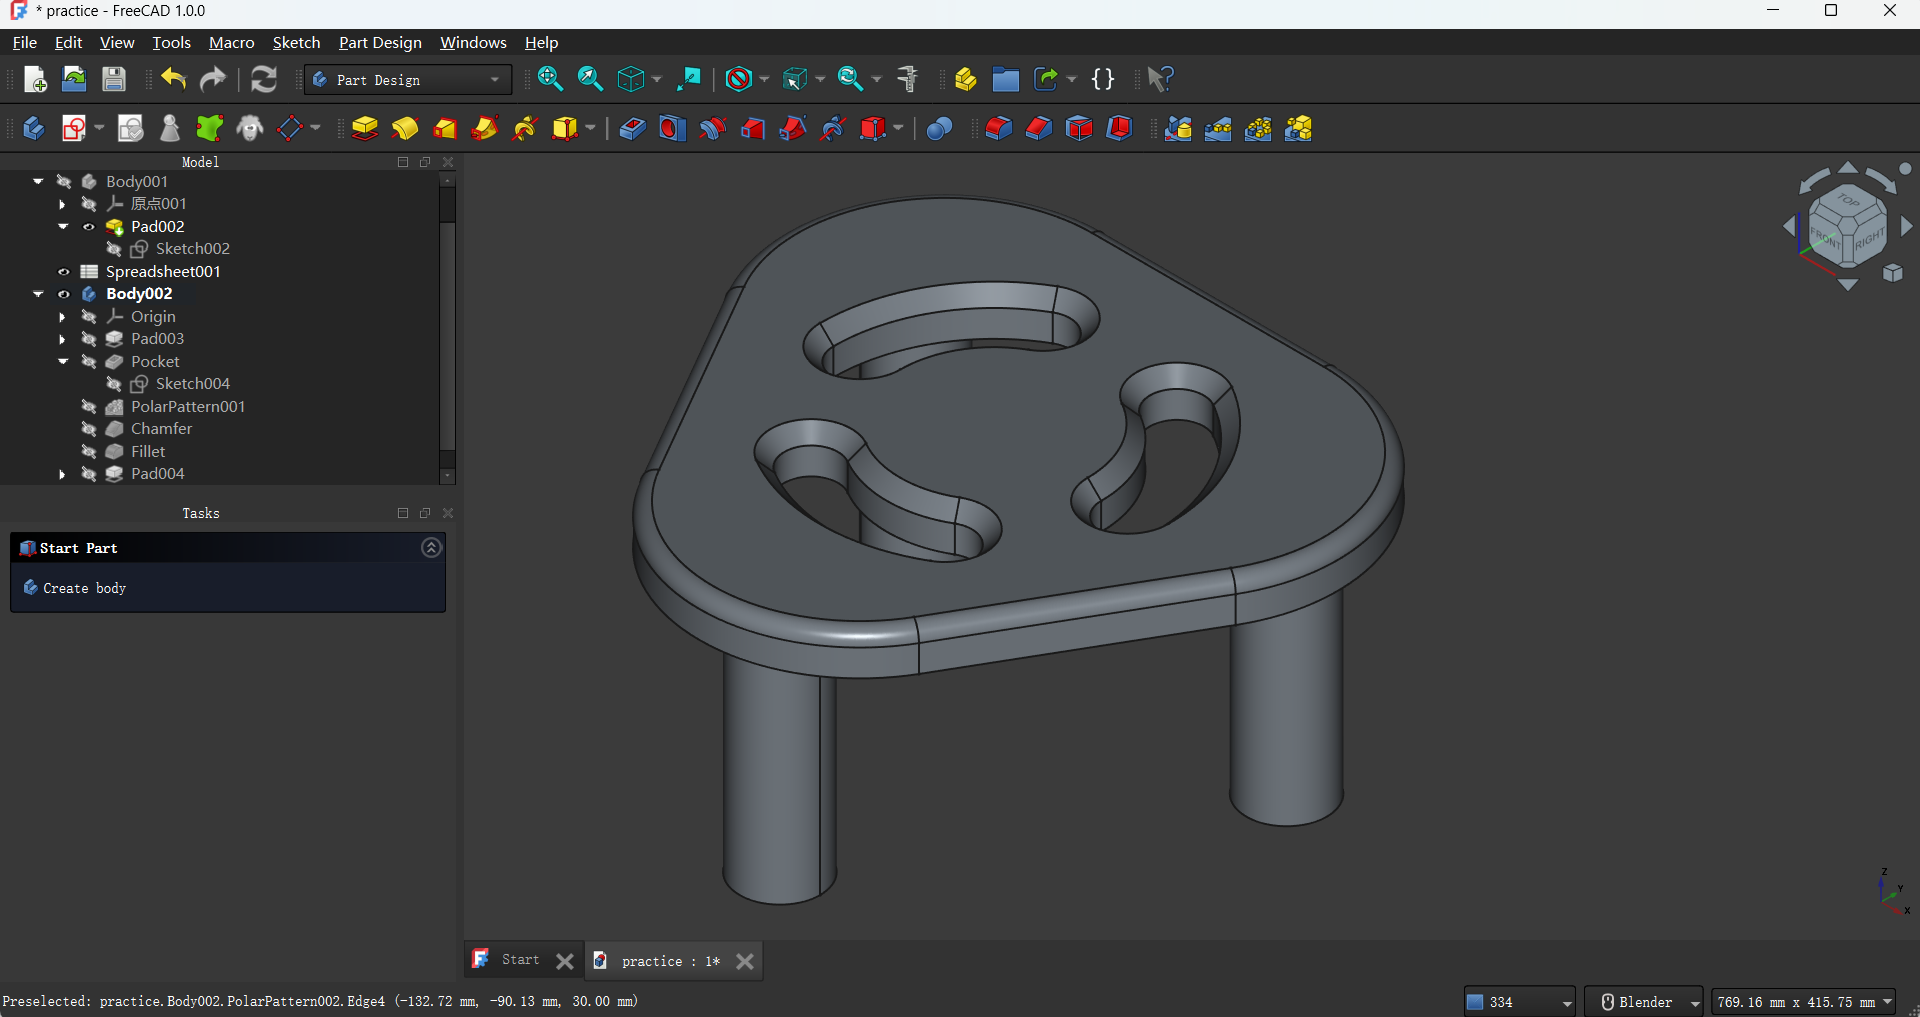 * practice - FreeCAD 1.0.0
File Edit View Tools Macro Sketch Part Design Windows Help
Part Design
Model
Body001
原点001
Pad002
Sketch002
Spreadsheet001
Body002
Origin
Pad003
Pocket
Sketch004
PolarPattern001
Chamfer
Fillet
Pad004
Tasks
Start Part
Create body
TOP
FRONT
RIGHT
Z
Y
X
Start
practice : 1*
Preselected: practice.Body002.PolarPattern002.Edge4 (-132.72 mm, -90.13 mm, 30.00 mm)
334
Blender
769.16 mm x 415.75 mm